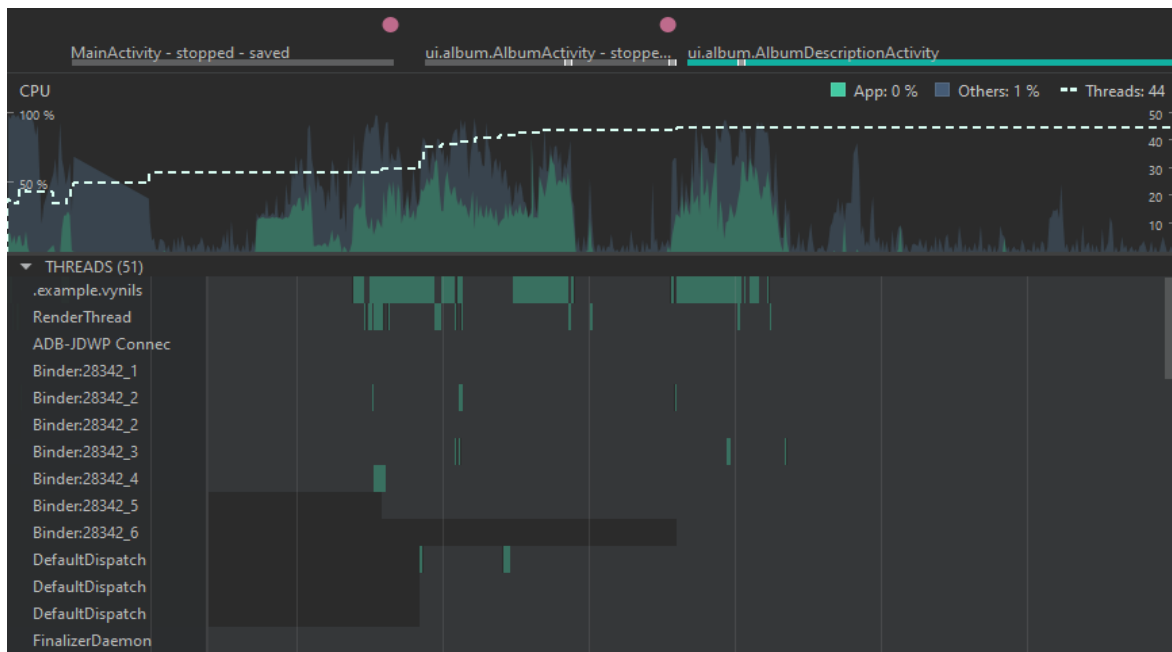 MainActivity - stopped - saved
ui.album.AlbumActivity - stoppe...
ui.album.AlbumDescriptionActivity
CPU
App: 0 %
Others: 1 %
Threads: 44
100 %
50
40
50 %
30
20
10
THREADS (51)
.example.vynils
RenderThread
ADB-JDWP Connec
Binder:28342_1
Binder:28342_2
Binder:28342_2
Binder:28342_3
Binder:28342_4
Binder:28342_5
Binder:28342_6
DefaultDispatch
DefaultDispatch
DefaultDispatch
FinalizerDaemon